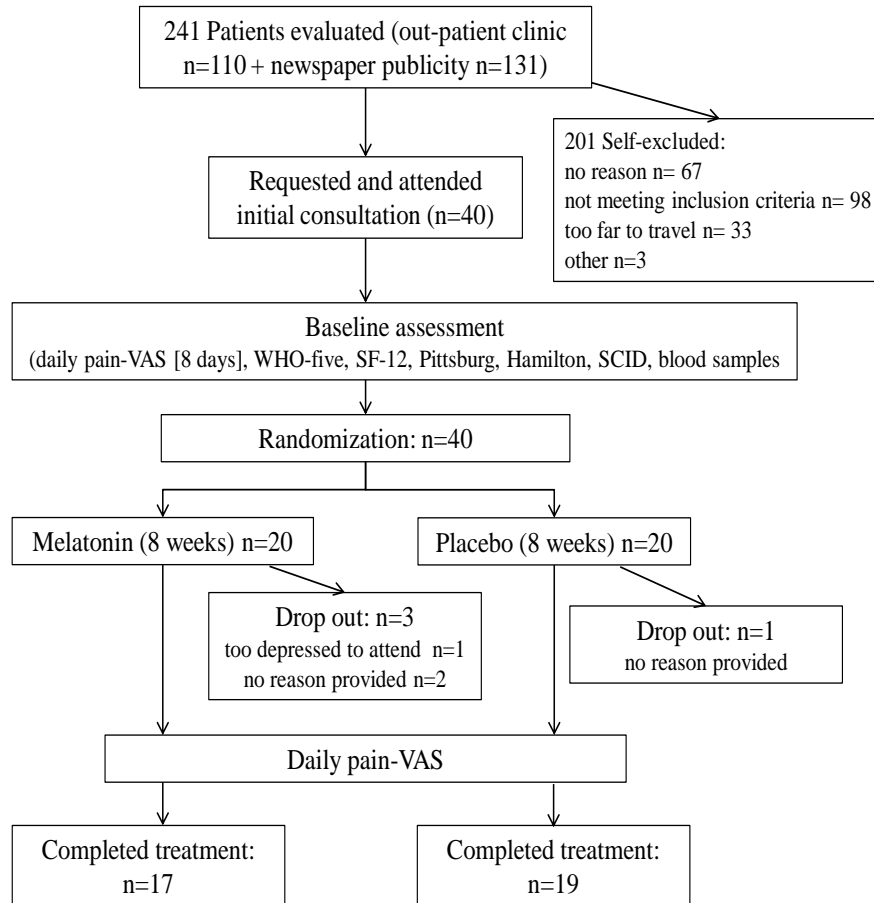 241 Patients evaluated (out-patient clinic
n=110 + newspaper publicity n=131)
201 Self-excluded:
no reason n= 67
not meeting inclusion criteria n= 98
too far to travel n= 33
other n=3
Requested and attended
initial consultation (n=40)
Baseline assessment
(daily pain-VAS [8 days], WHO-five, SF-12, Pittsburg, Hamilton, SCID, blood samples
Randomization: n=40
Melatonin (8 weeks) n=20
Placebo (8 weeks) n=20
Drop out: n=3
too depressed to attend n=1
no reason provided n=2
Drop out: n=1
no reason provided
Daily pain-VAS
Completed treatment:
n=17
Completed treatment:
n=19